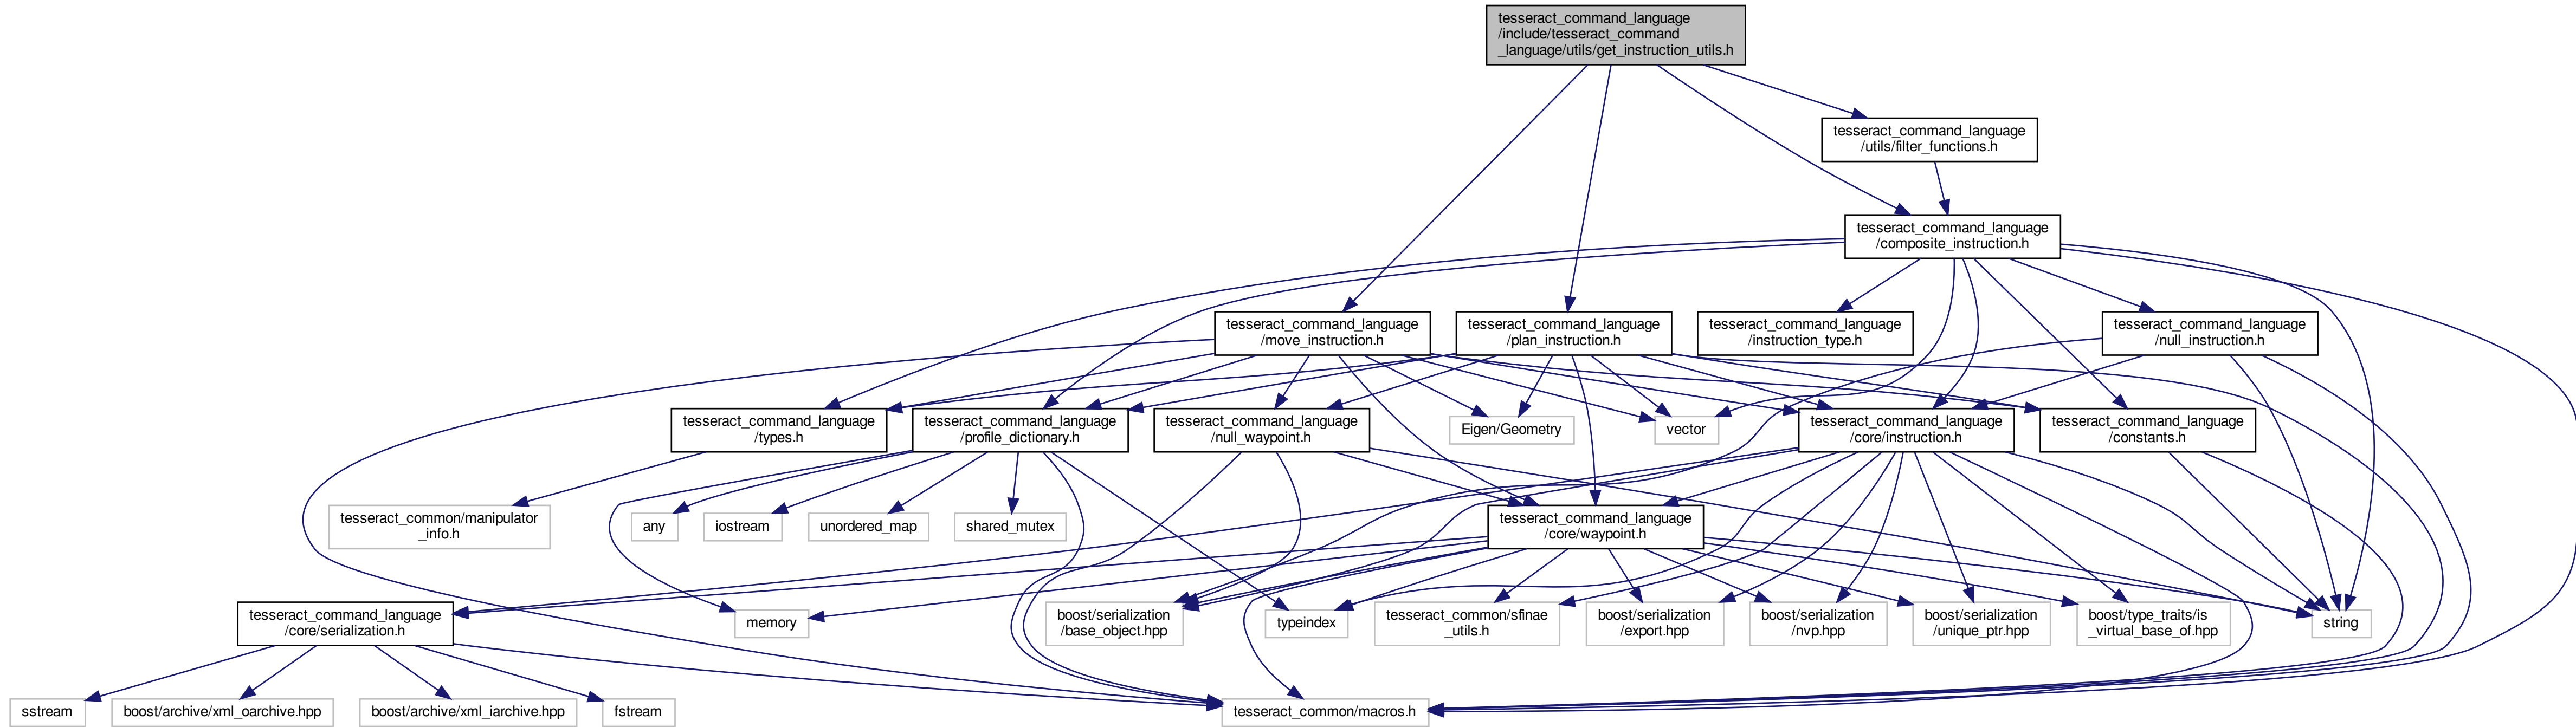 tesseract_command_language
/include/tesseract_command
_language/utils/get_instruction_utils.h
tesseract_command_language
/utils/filter_functions.h
tesseract_command_language
/composite_instruction.h
tesseract_command_language
/move_instruction.h
tesseract_command_language
/plan_instruction.h
tesseract_command_language
/instruction_type.h
tesseract_command_language
/null_instruction.h
tesseract_command_language
/types.h
tesseract_command_language
/profile_dictionary.h
tesseract_command_language
/null_waypoint.h
Eigen/Geometry
vector
tesseract_command_language
/core/instruction.h
tesseract_command_language
/constants.h
tesseract_common/manipulator
_info.h
any
iostream
unordered_map
shared_mutex
tesseract_command_language
/core/waypoint.h
tesseract_command_language
/core/serialization.h
memory
boost/serialization
/base_object.hpp
typeindex
tesseract_common/sfinae
_utils.h
boost/serialization
/export.hpp
boost/serialization
/nvp.hpp
boost/serialization
/unique_ptr.hpp
boost/type_traits/is
_virtual_base_of.hpp
string
sstream
boost/archive/xml_oarchive.hpp
boost/archive/xml_iarchive.hpp
fstream
tesseract_common/macros.h